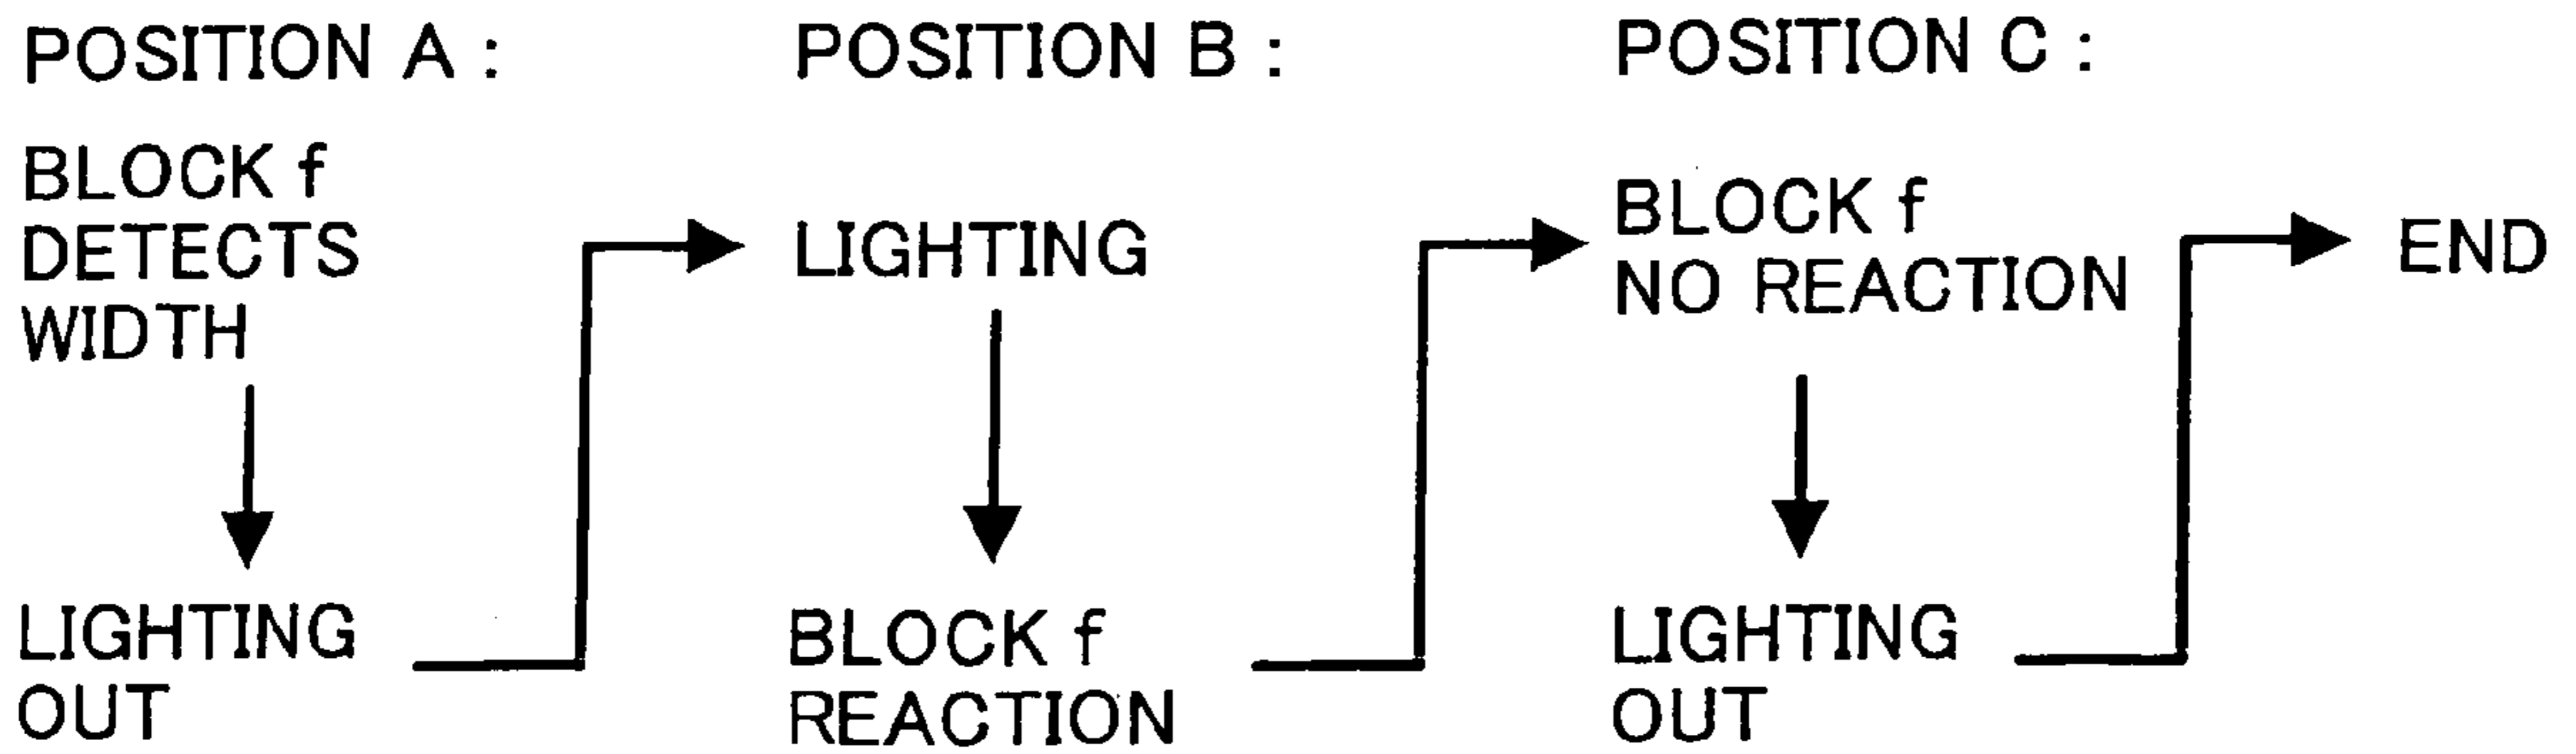 POSITION A :
BLOCK f
DETECTS
WIDTH
LIGHTING
OUT
POSITION B :
LIGHTING
BLOCK f
REACTION
POSITION C :
BLOCK f
NO REACTION
LIGHTING
OUT
END